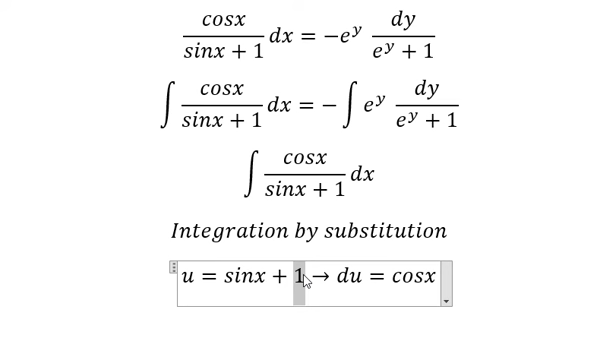 cosx/(sinx + 1) dx = −e^y dy/(e^y + 1)
∫ cosx/(sinx + 1) dx = − ∫ e^y dy/(e^y + 1)
∫ cosx/(sinx + 1) dx
Integration by substitution
u = sinx + 1 → du = cosx